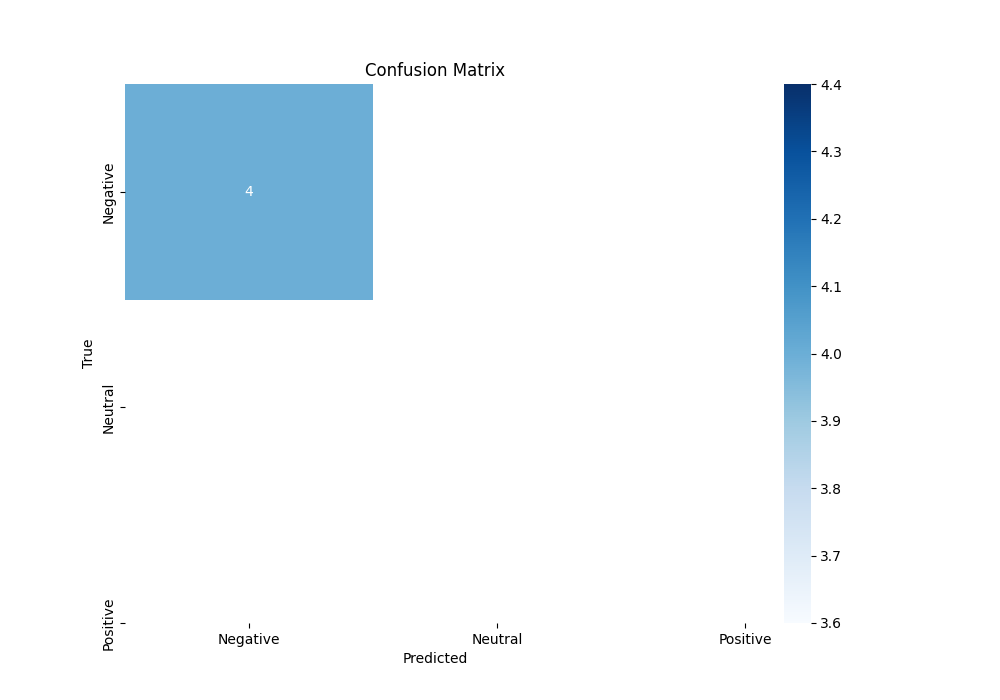 Confusion Matrix
True
Negative
Neutral
Positive
4
Negative
Neutral
Positive
Predicted
4.4
4.3
4.2
4.1
4.0
3.9
3.8
3.7
3.6